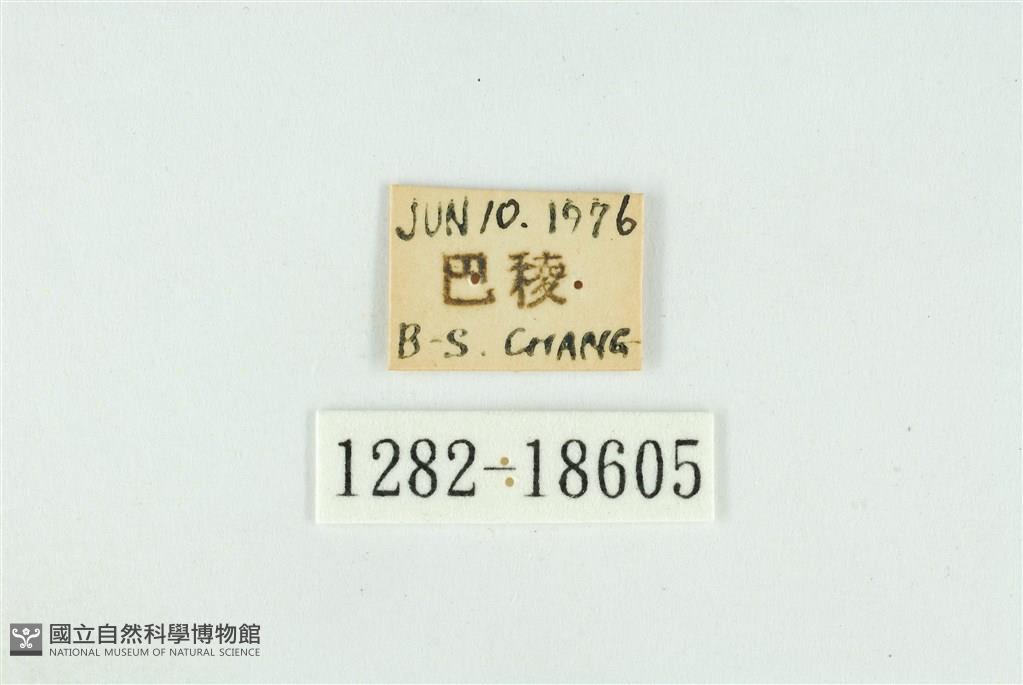 JUN 10. 1976
巴稜
B-S. CHANG
1282-18605
國立自然科學博物館
NATIONAL MUSEUM OF NATURAL SCIENCE